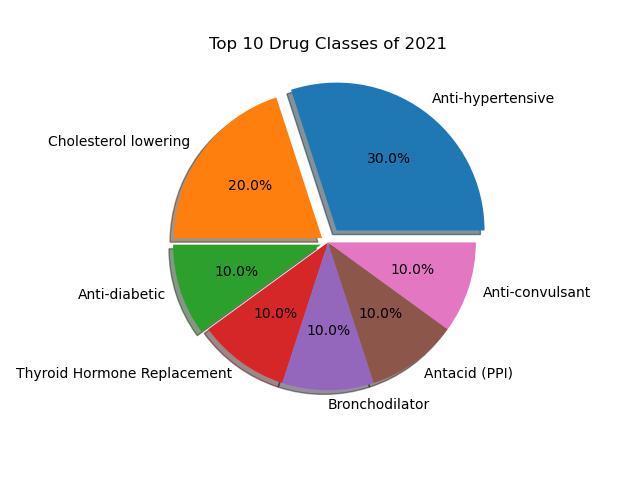 Top 10 Drug Classes of 2021
Anti-hypertensive
30.0%
Cholesterol lowering
20.0%
Anti-diabetic
10.0%
Thyroid Hormone Replacement
10.0%
Bronchodilator
10.0%
Antacid (PPI)
10.0%
Anti-convulsant
10.0%